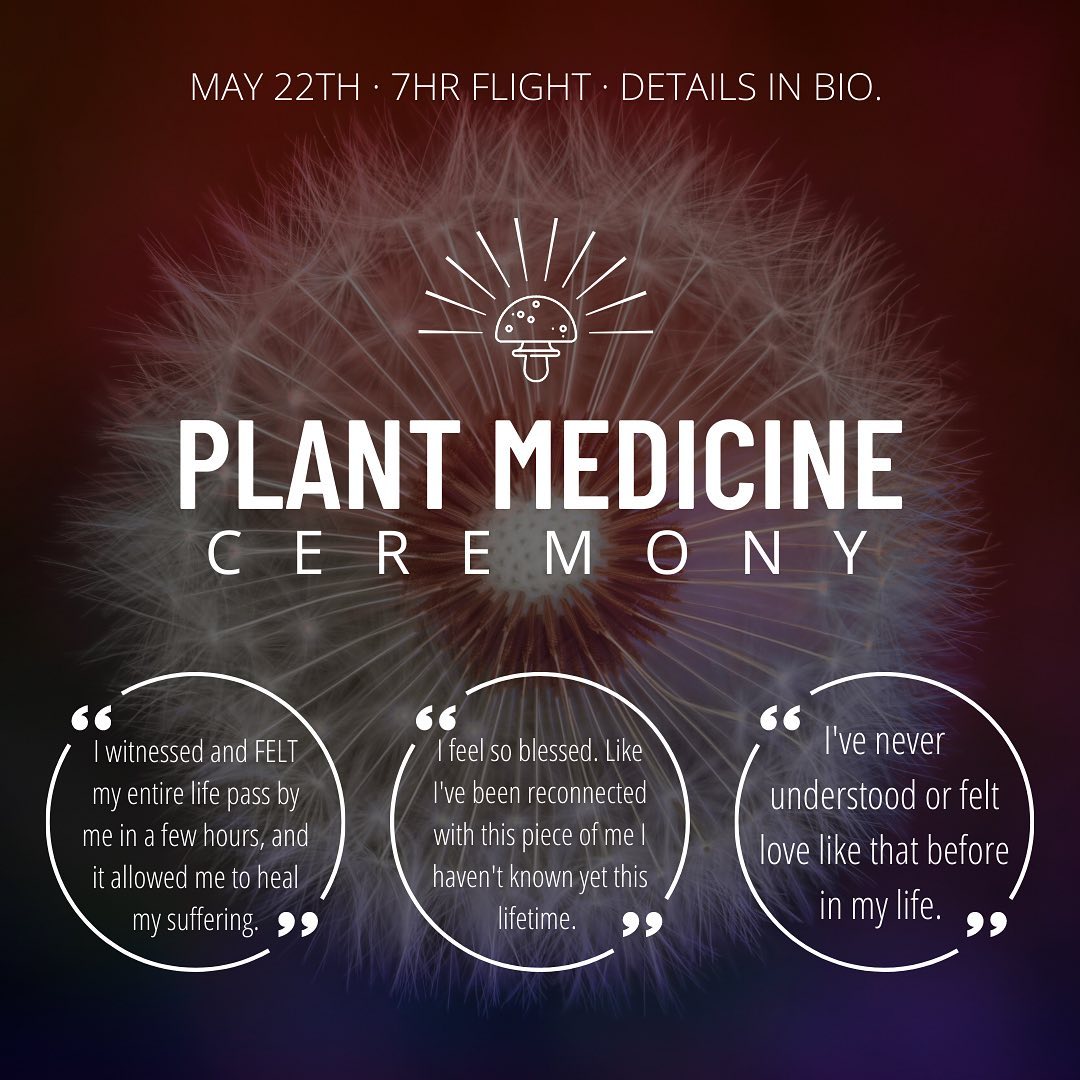 MAY 22TH · 7HR FLIGHT · DETAILS IN BIO.
PLANT MEDICINE
CEREMONY
“
I witnessed and FELT
my entire life pass by
me in a few hours, and
it allowed me to heal
my suffering. ”
“
I feel so blessed. Like
I've been reconnected
with this piece of me I
haven't known yet this
lifetime. ”
“
I've never
understood or felt
love like that before
in my life. ”